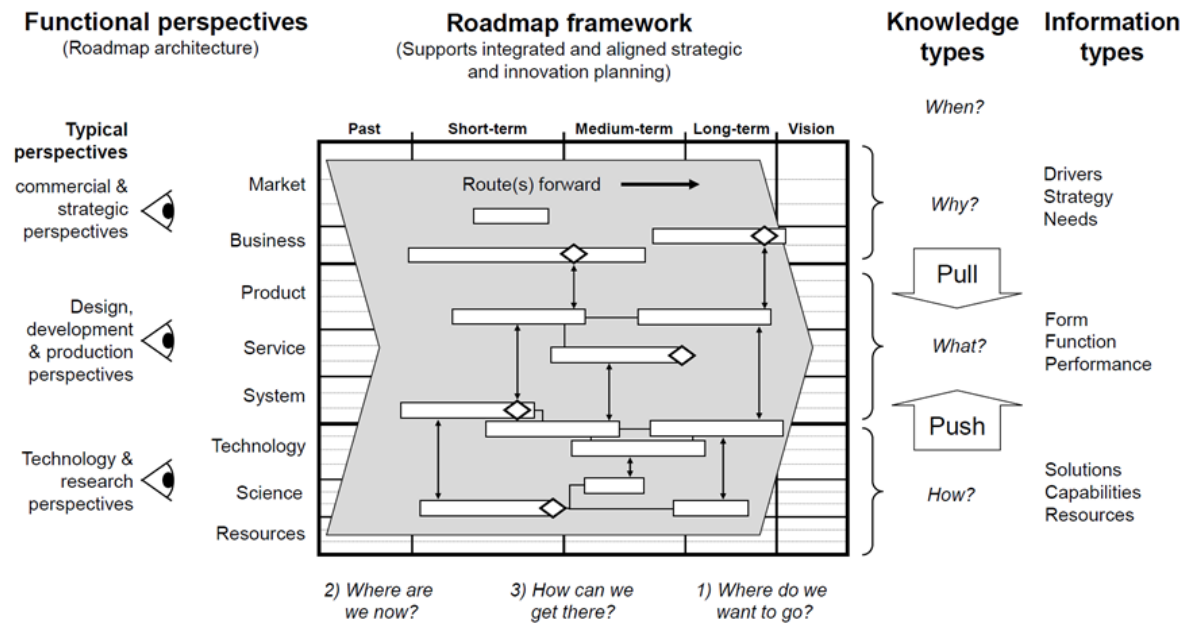 Functional perspectives
(Roadmap architecture)
Roadmap framework
(Supports integrated and aligned strategic
and innovation planning)
Knowledge
types
Information
types
When?
Typical
perspectives
Past
Short-term
Medium-term
Long-term
Vision
commercial &
strategic
perspectives
Market
Business
Route(s) forward
Why?
Drivers
Strategy
Needs
Pull
Design,
development
& production
perspectives
Product
Service
System
What?
Form
Function
Performance
Push
Technology &
research
perspectives
Technology
Science
Resources
How?
Solutions
Capabilities
Resources
2) Where are
we now?
3) How can we
get there?
1) Where do we
want to go?